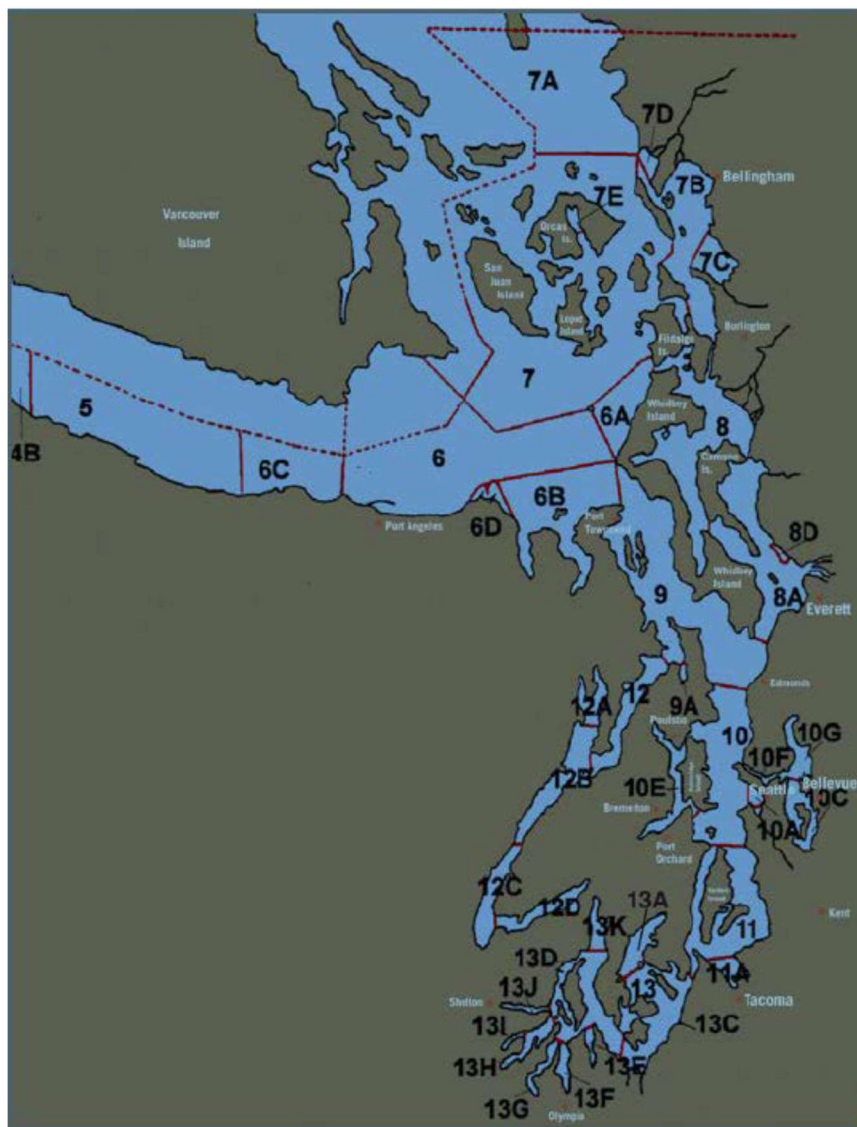 7A
7D
7B
Bellingham
Vancouver
Island
7E
Orcas
Is.
7C
San
Juan
Island
Lopez
Island
Fidalgo
Is.
Burlington
5
7
6A
Whidbey
Island
8
4B
6C
6
Camano
Is.
6B
6D
Port Angeles
Port
Townsend
8D
Whidbey
Island
8A
9
Everett
12
12A
9A
Edmonds
Poulsbo
10
10G
10F
12B
10E
Seattle
Bellevue
10C
Bremerton
10A
Port
Orchard
12C
12D
13A
13K
11
Kent
13D
11A
13J
13
Shelton
Tacoma
13I
13C
13H
13E
13G
13F
Olympia